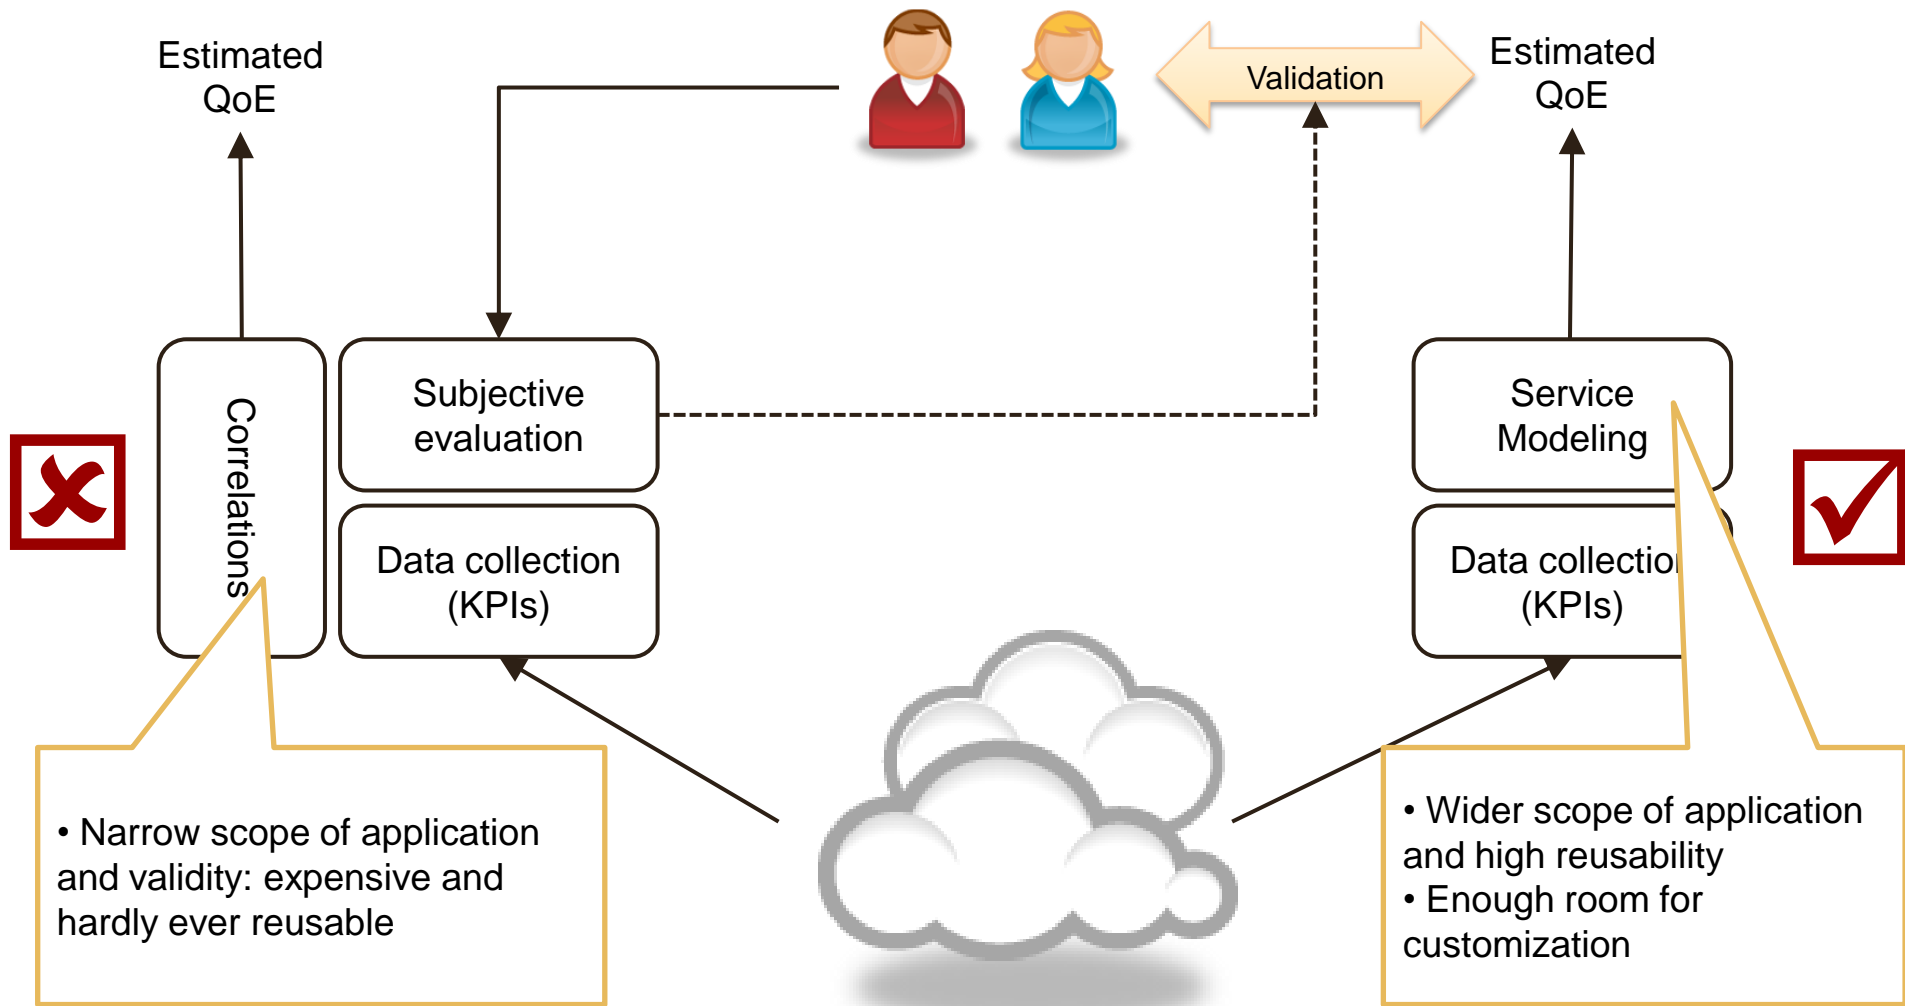 Estimated
QoE
Validation
Estimated
QoE
Correlations
Subjective
evaluation
Data collection
(KPIs)
Service
Modeling
Data collection
(KPIs)
• Narrow scope of application
and validity: expensive and
hardly ever reusable
• Wider scope of application
and high reusability
• Enough room for
customization